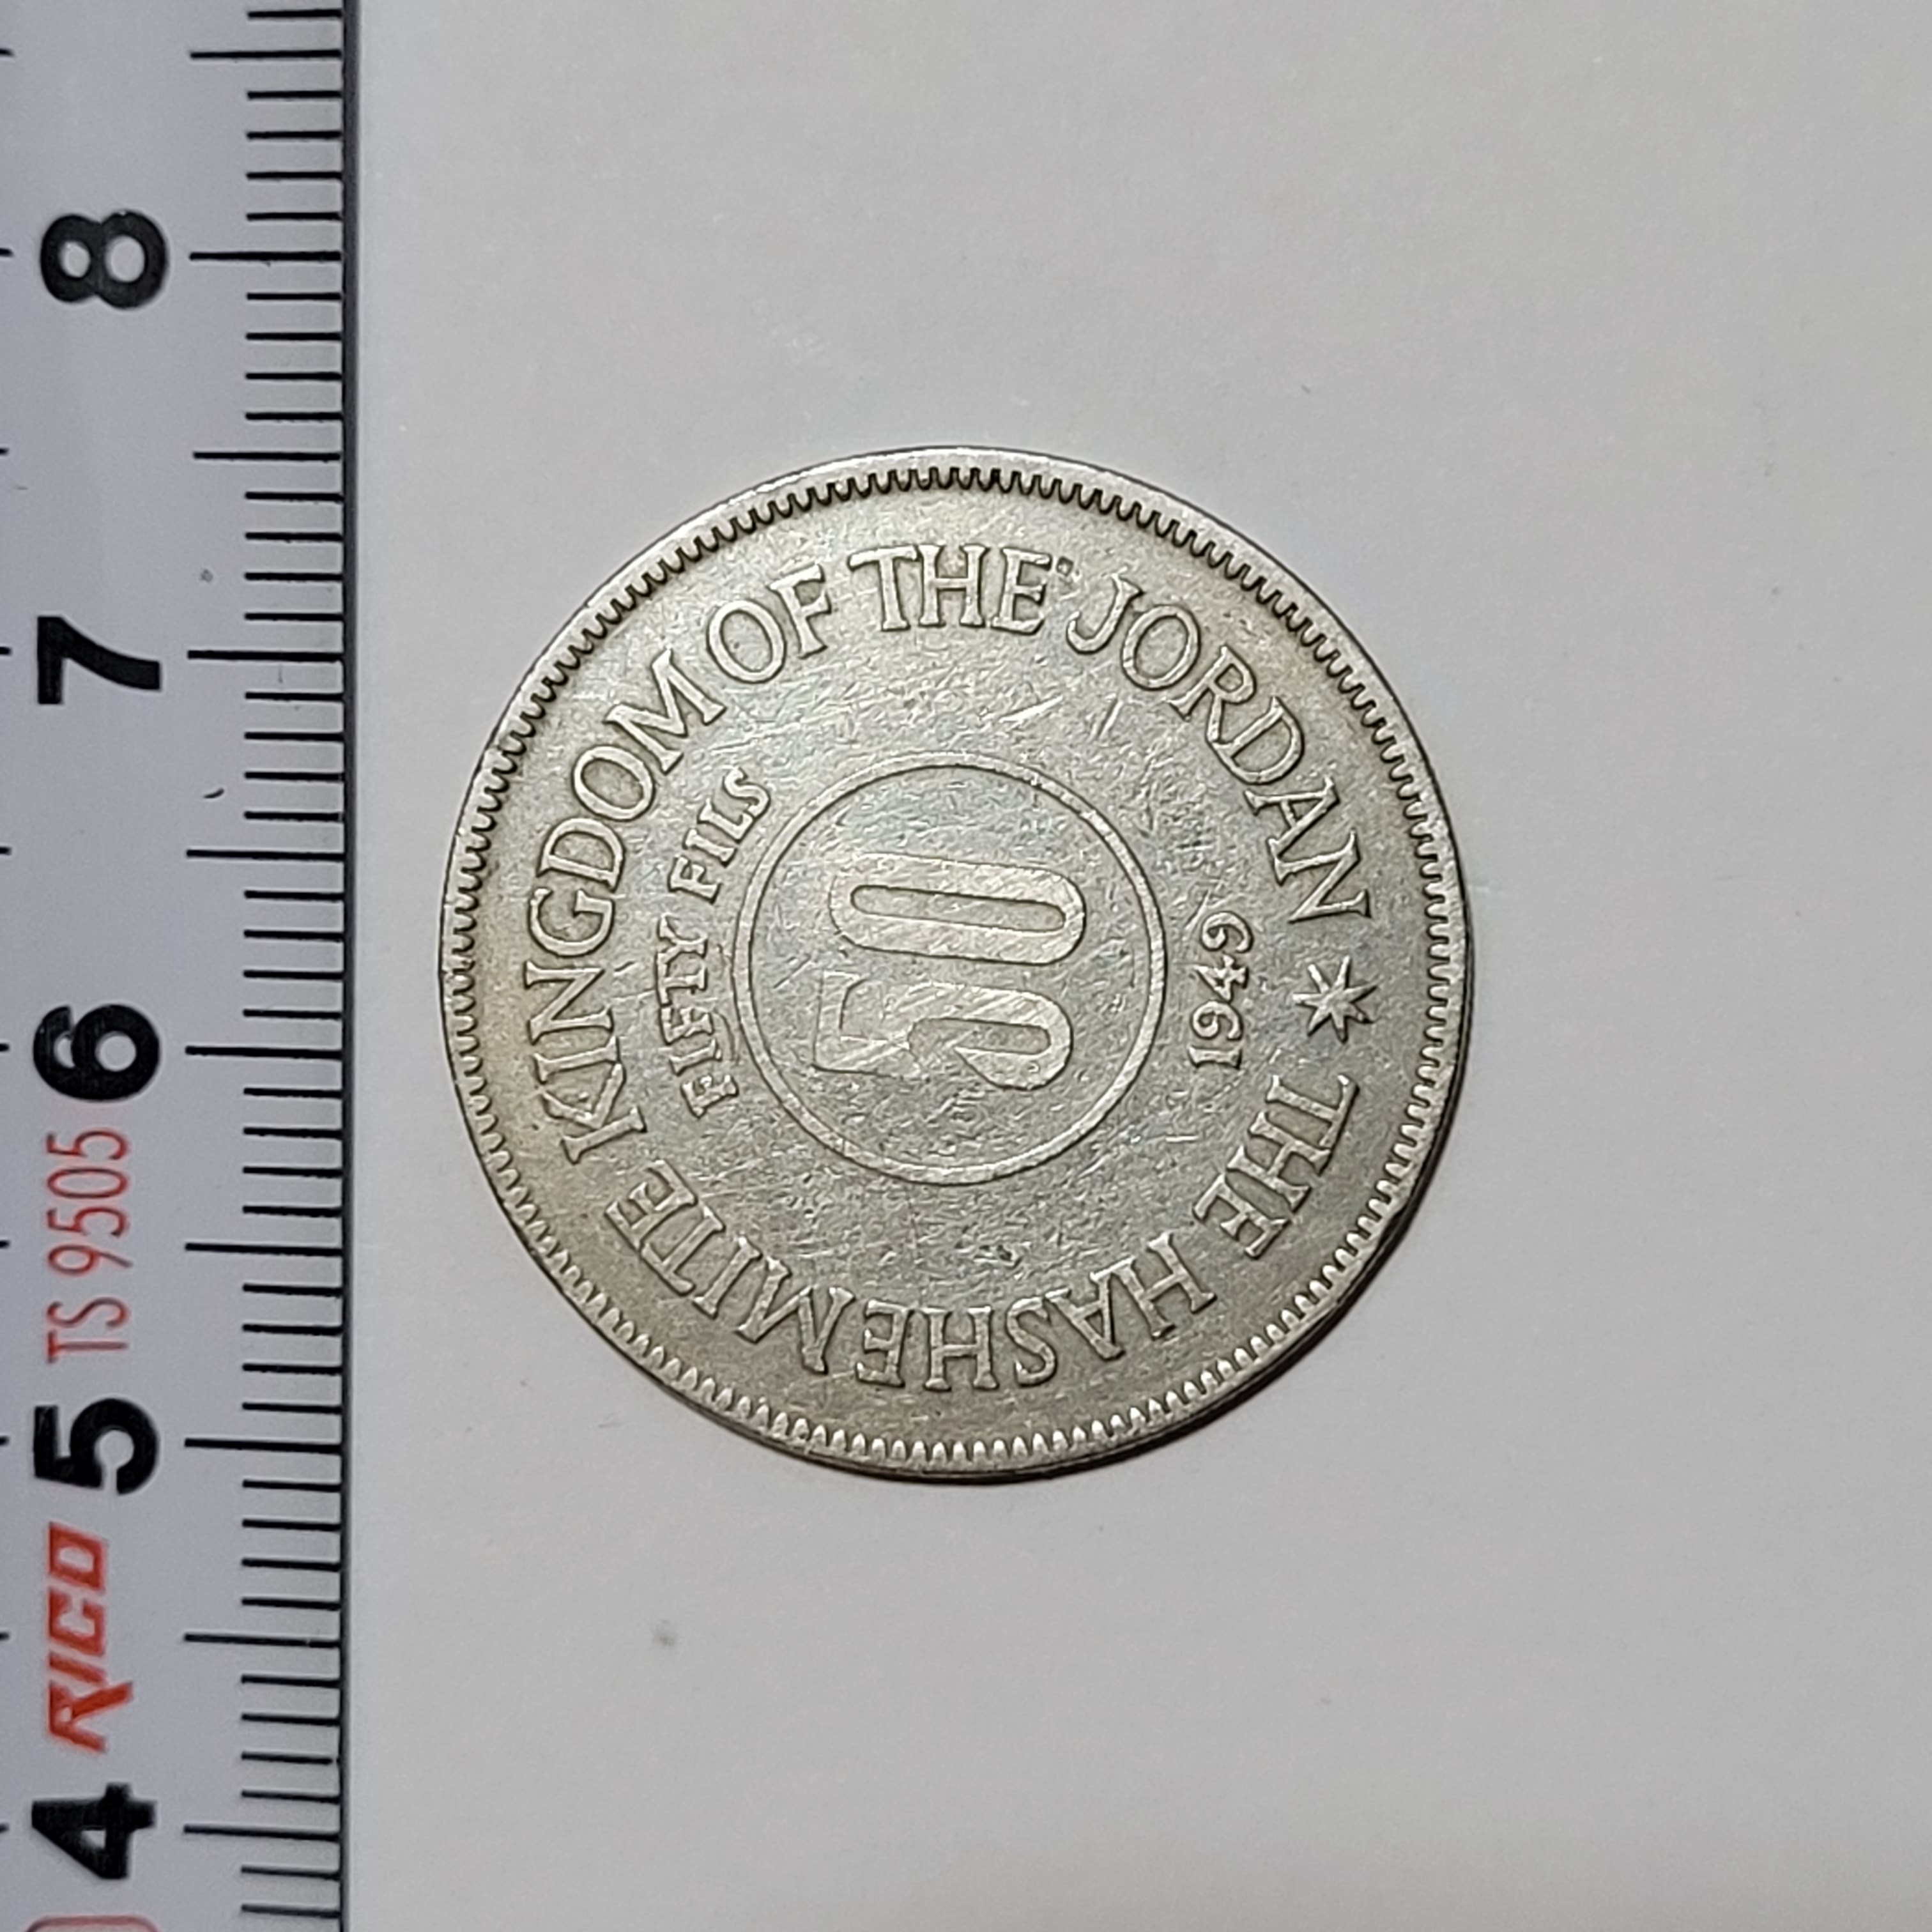 THE HASHEMITE KINGDOM OF THE JORDAN
FIFTY FILS
50
1949
4
RICO
5
TS 9505
6
7
8